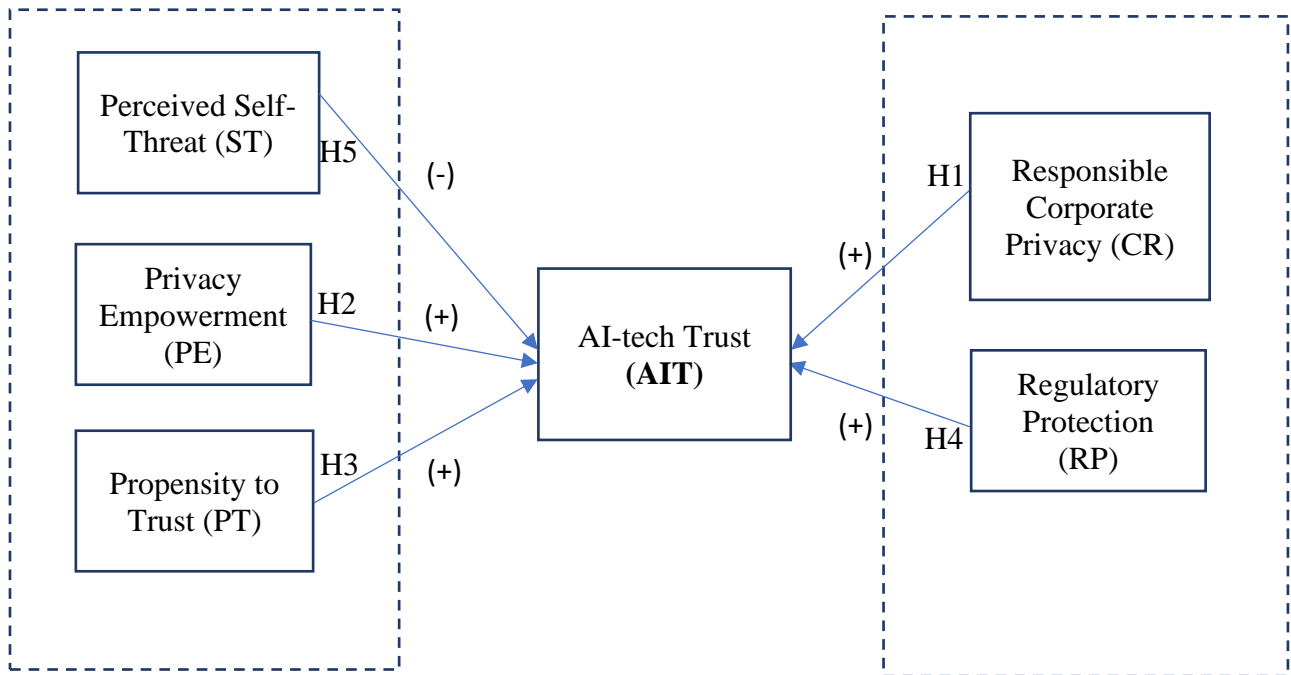 Perceived Self-
Threat (ST)
H5
(-)
Privacy
Empowerment
(PE)
H2
(+)
Propensity to
Trust (PT)
H3
(+)
AI-tech Trust
(AIT)
H1
(+)
Responsible
Corporate
Privacy (CR)
H4
(+)
Regulatory
Protection
(RP)